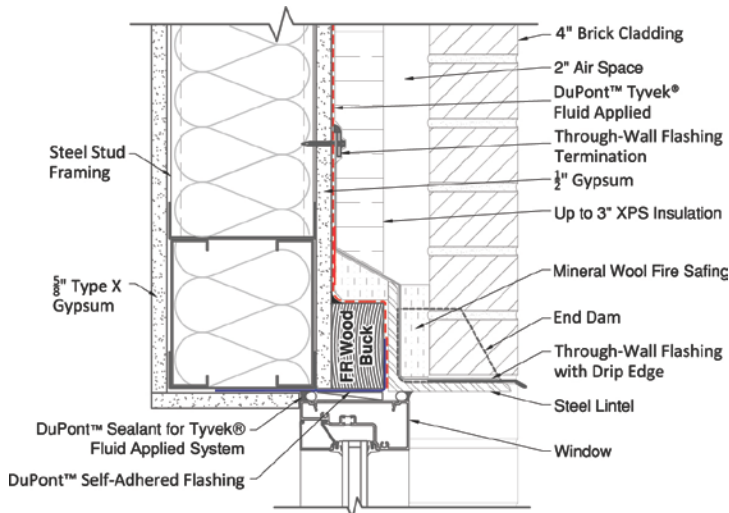 4" Brick Cladding
2" Air Space
DuPont™ Tyvek®
Fluid Applied
Through-Wall Flashing
Termination
½" Gypsum
Up to 3" XPS Insulation
Mineral Wool Fire Safing
End Dam
Through-Wall Flashing
with Drip Edge
Steel Lintel
Window
Steel Stud
Framing
⅝" Type X
Gypsum
FR Wood
Buck
DuPont™ Sealant for Tyvek®
Fluid Applied System
DuPont™ Self-Adhered Flashing